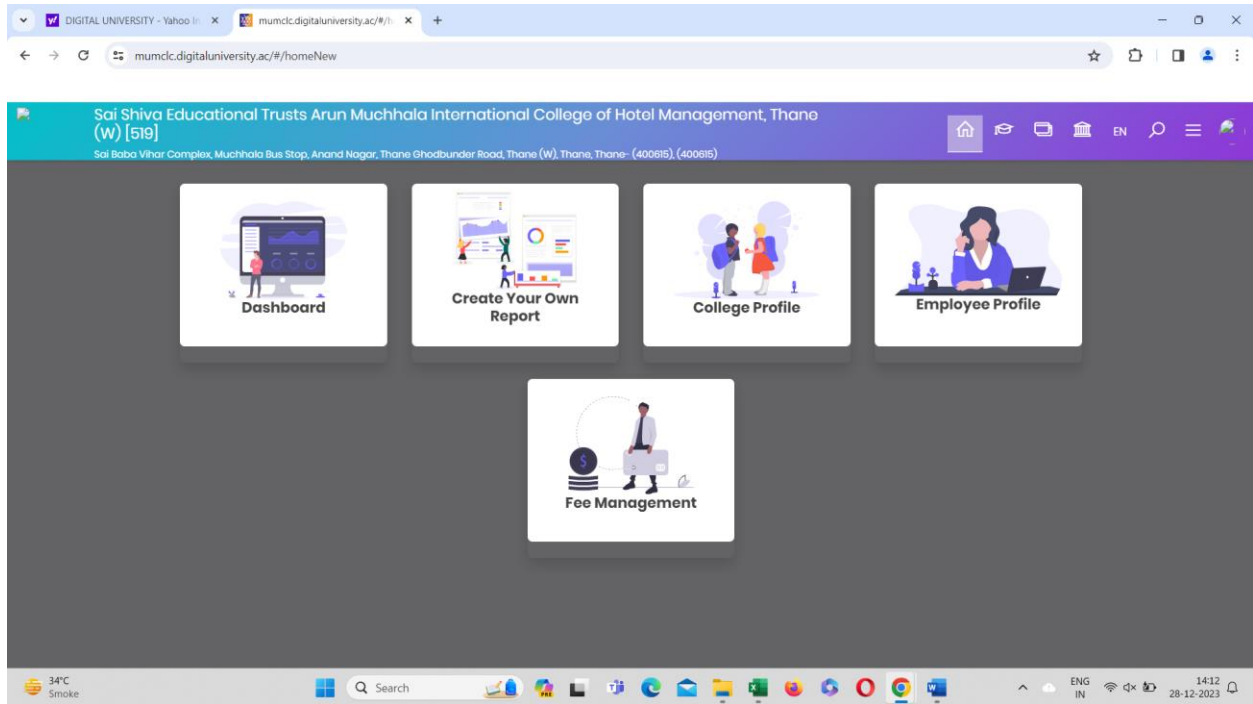 DIGITAL UNIVERSITY - Yahoo In
mumclc.digitaluniversity.ac/#/h
mumclc.digitaluniversity.ac/#/homeNew
Sai Shiva Educational Trusts Arun Muchhala International College of Hotel Management, Thane
(W) [519]
Sai Baba Vihar Complex, Muchhala Bus Stop, Anand Nagar, Thane Ghodbunder Road, Thane (W), Thane, Thane- (400615), (400615)
EN
Dashboard
Create Your Own
Report
College Profile
Employee Profile
$
Fee Management
34°C
Smoke
Search
PRE
ENG
IN
14:12
28-12-2023